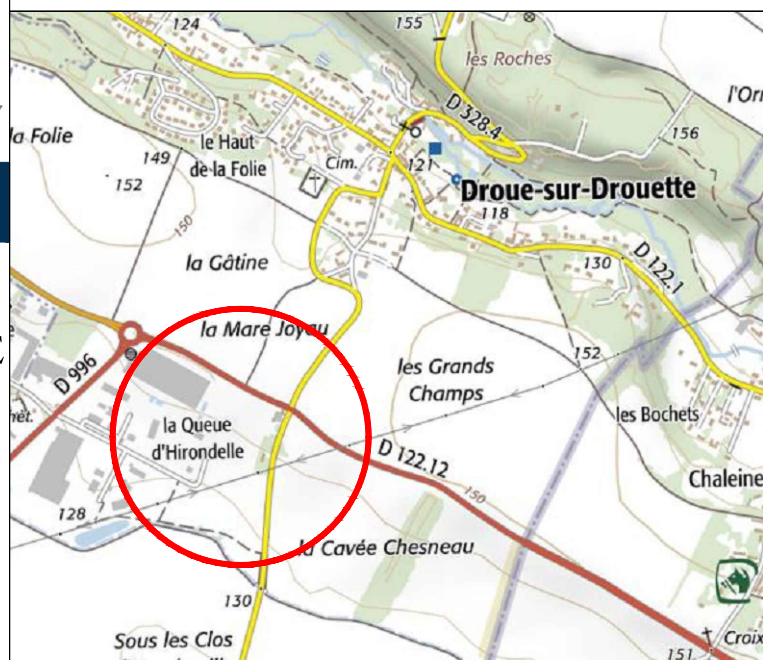 124
155
les Roches
l'Or
D 328.4
la Folie
le Haut
de la Folie
149
152
150
Cim.
121
156
Droue-sur-Drouette
118
la Gâtine
130
D 122.1
la Mare Joyau
152
les Grands
Champs
D 996
la Queue
d'Hirondelle
les Bochets
D 122.12
150
Chaleine
128
la Cavée Chesneau
130
Sous les Clos
Croix
151